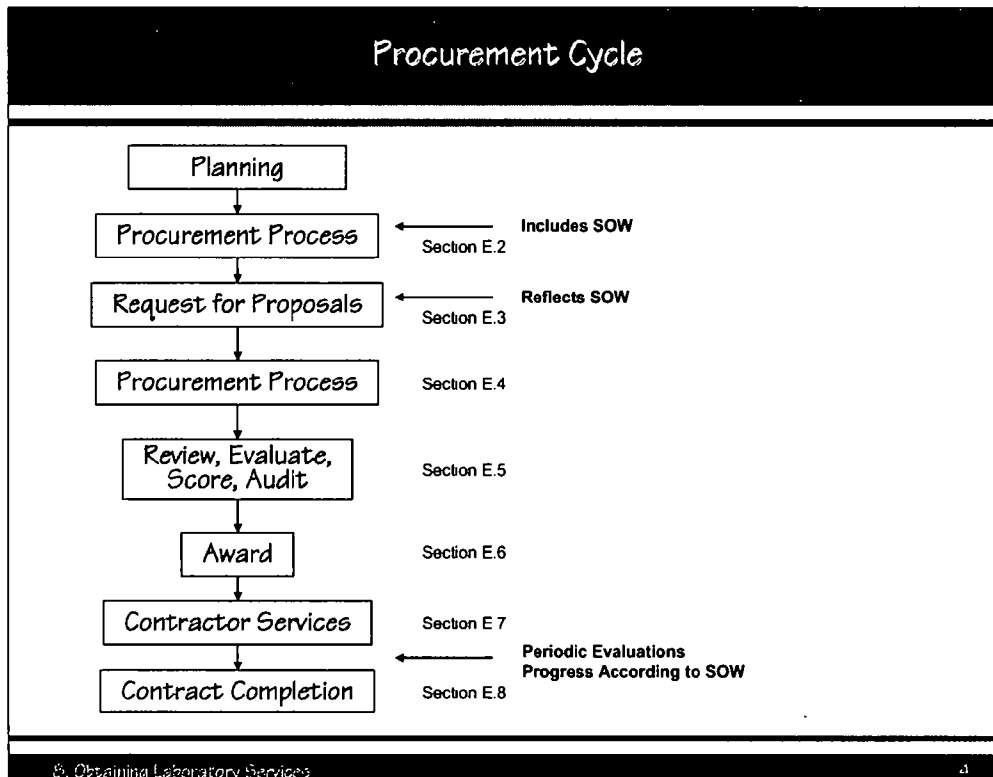 Procurement Cycle
Planning
Procurement Process
Includes SOW
Section E.2
Request for Proposals
Reflects SOW
Section E.3
Procurement Process
Section E.4
Review, Evaluate,
Score, Audit
Section E.5
Award
Section E.6
Contractor Services
Section E 7
Periodic Evaluations
Progress According to SOW
Contract Completion
Section E.8
Obtaining Laboratory Services
4